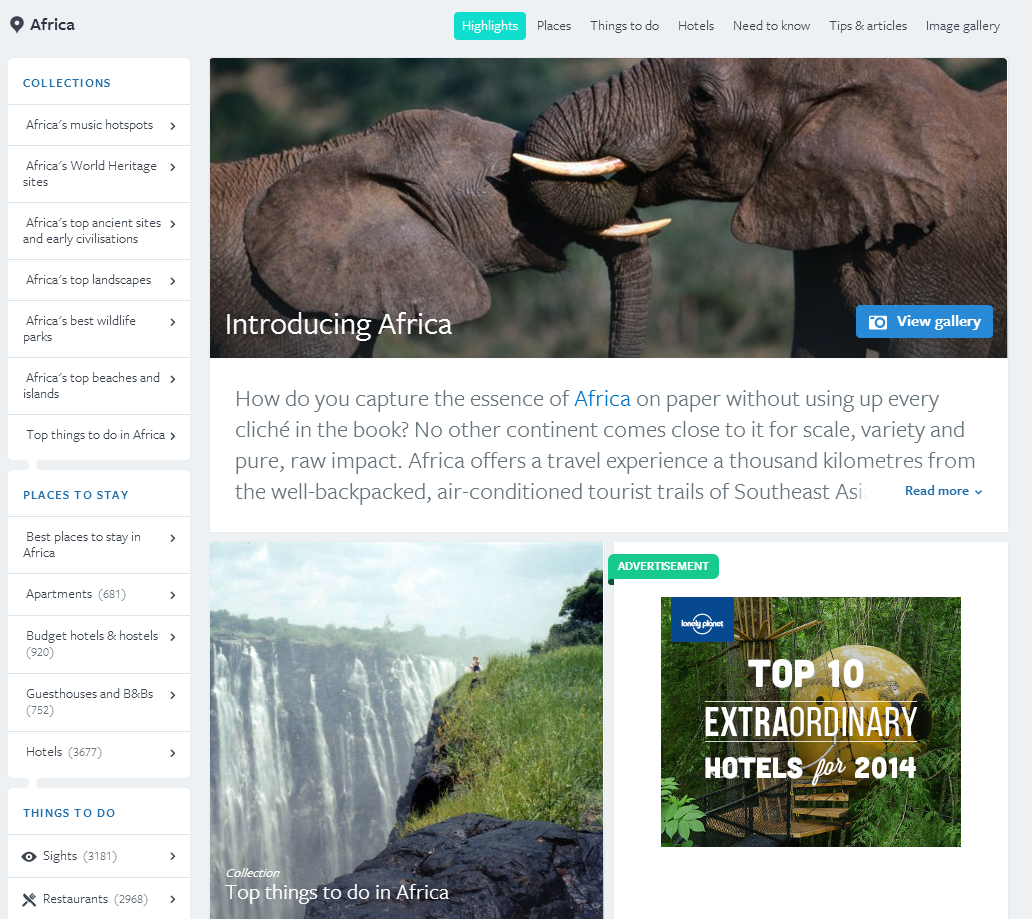 Africa
Highlights
Places
Things to do
Hotels
Need to know
Tips & articles
Image gallery
COLLECTIONS
Africa's music hotspots
Africa's World Heritage
sites
Africa's top ancient sites
and early civilisations
Africa's top landscapes
Africa's best wildlife
parks
Africa's top beaches and
islands
Top things to do in Africa
PLACES TO STAY
Best places to stay in
Africa
Apartments (681)
Budget hotels & hostels
(920)
Guesthouses and B&Bs
(752)
Hotels (3677)
THINGS TO DO
Sights (3181)
Restaurants (2968)
Introducing Africa
View gallery
How do you capture the essence of Africa on paper without using up every
cliché in the book? No other continent comes close to it for scale, variety and
pure, raw impact. Africa offers a travel experience a thousand kilometres from
the well-backpacked, air-conditioned tourist trails of Southeast Asia
Read more
Collection
Top things to do in Africa
ADVERTISEMENT
lonely planet
TOP 10
EXTRAORDINARY
HOTELS for 2014